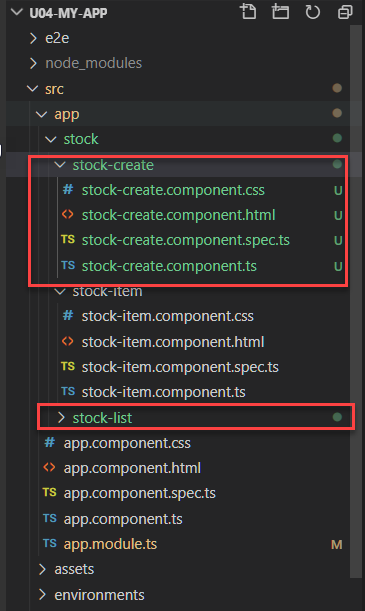 U04-MY-APP
e2e
node_modules
src
app
stock
stock-create
# stock-create.component.css U
<> stock-create.component.html U
TS stock-create.component.spec.ts U
TS stock-create.component.ts U
stock-item
# stock-item.component.css
<> stock-item.component.html
TS stock-item.component.spec.ts
TS stock-item.component.ts
stock-list
# app.component.css
<> app.component.html
TS app.component.spec.ts
TS app.component.ts
TS app.module.ts M
assets
environments